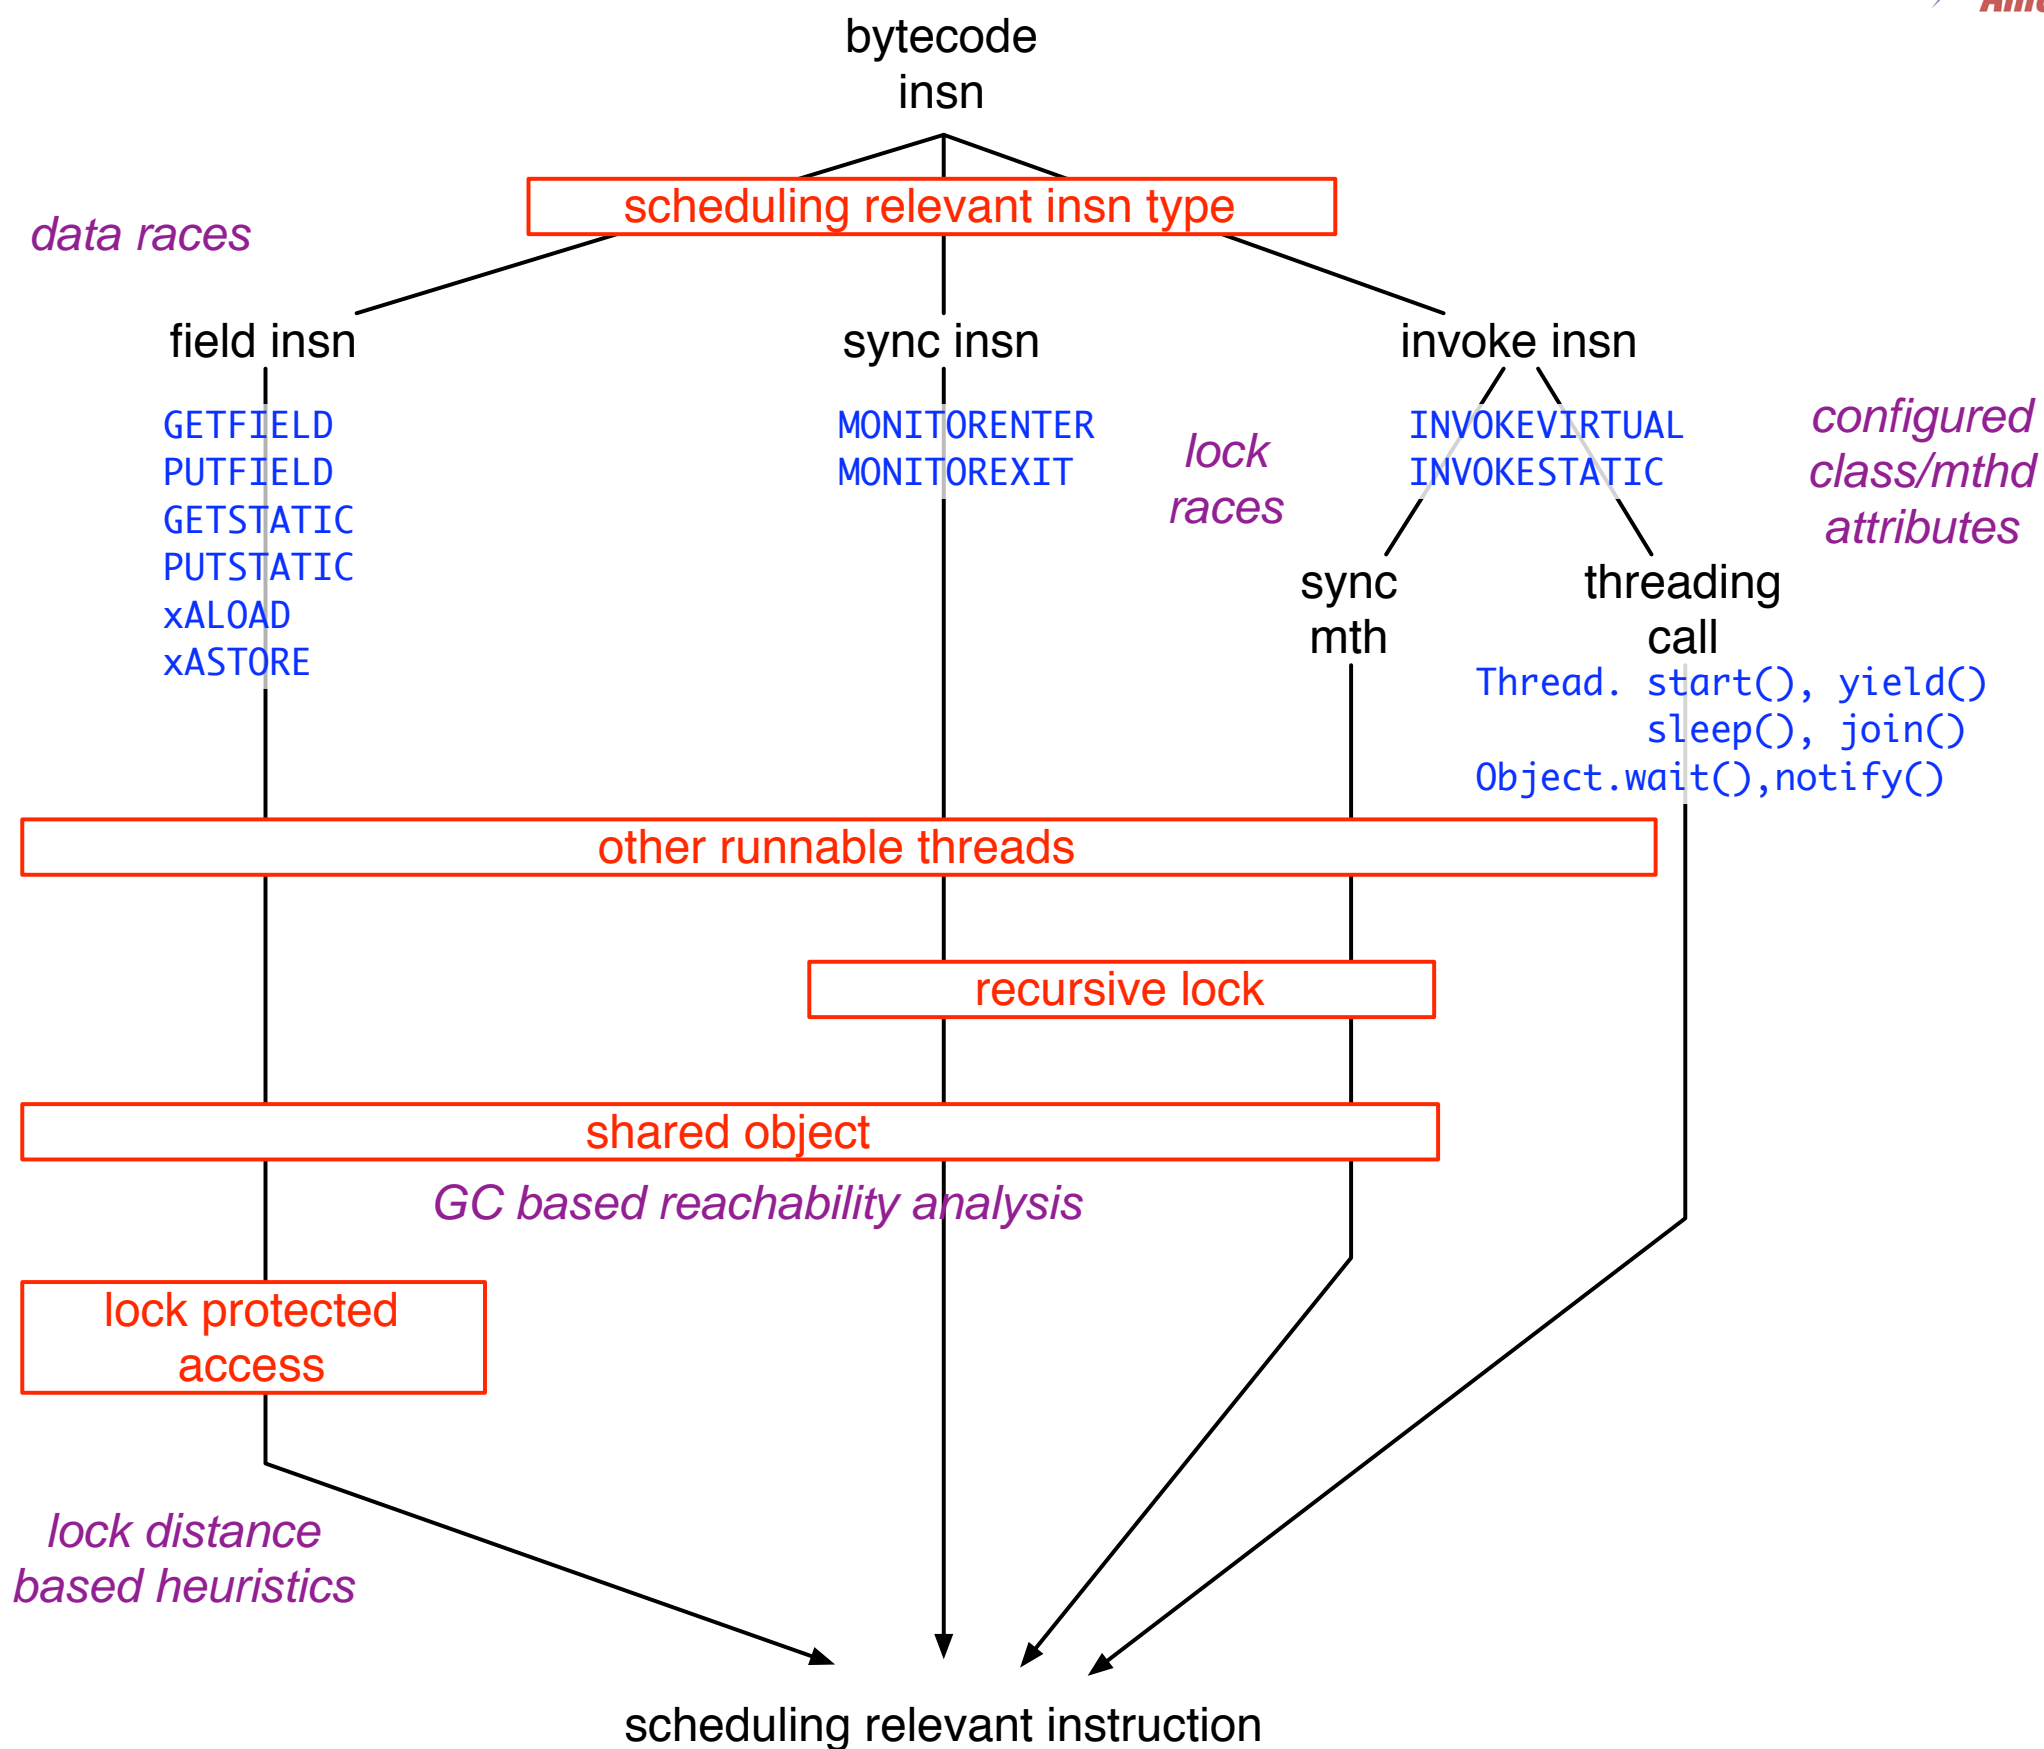 bytecode
insn
scheduling relevant insn type
data races
field insn
sync insn
invoke insn
GETFIELD
PUTFIELD
GETSTATIC
PUTSTATIC
xALOAD
xASTORE
MONITORENTER
MONITOREXIT
lock
races
INVOKEVIRTUAL
INVOKESTATIC
configured
class/mthd
attributes
sync
mth
threading
call
Thread. start(), yield()
sleep(), join()
Object.wait(),notify()
other runnable threads
recursive lock
shared object
GC based reachability analysis
lock protected
access
lock distance
based heuristics
scheduling relevant instruction